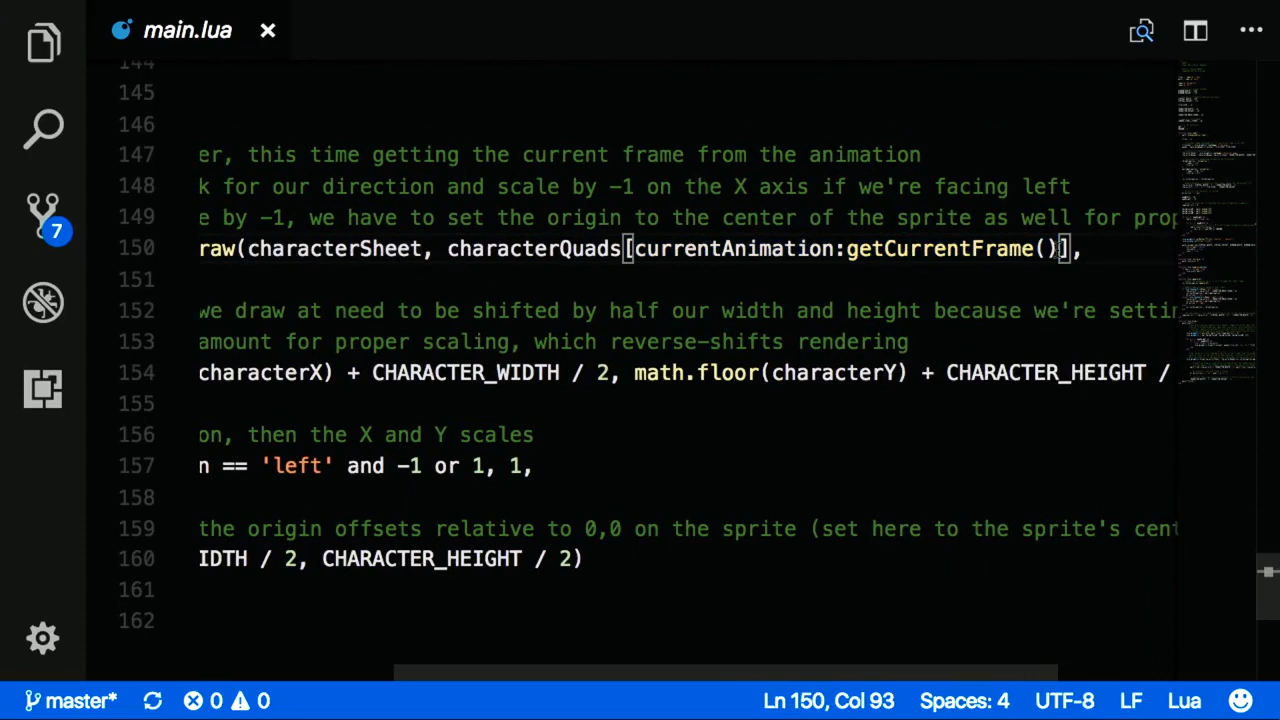 main.lua
144
145
146
147 er, this time getting the current frame from the animation
148 k for our direction and scale by -1 on the X axis if we're facing left
149 e by -1, we have to set the origin to the center of the sprite as well for prop
150 raw(characterSheet, characterQuads[currentAnimation:getCurrentFrame()],
151
152 we draw at need to be shifted by half our width and height because we're settin
153 amount for proper scaling, which reverse-shifts rendering
154 characterX) + CHARACTER_WIDTH / 2, math.floor(characterY) + CHARACTER_HEIGHT /
155
156 on, then the X and Y scales
157 n == 'left' and -1 or 1, 1,
158
159 the origin offsets relative to 0,0 on the sprite (set here to the sprite's cent
160 IDTH / 2, CHARACTER_HEIGHT / 2)
161
162
7
master* 0 0 Ln 150, Col 93 Spaces: 4 UTF-8 LF Lua